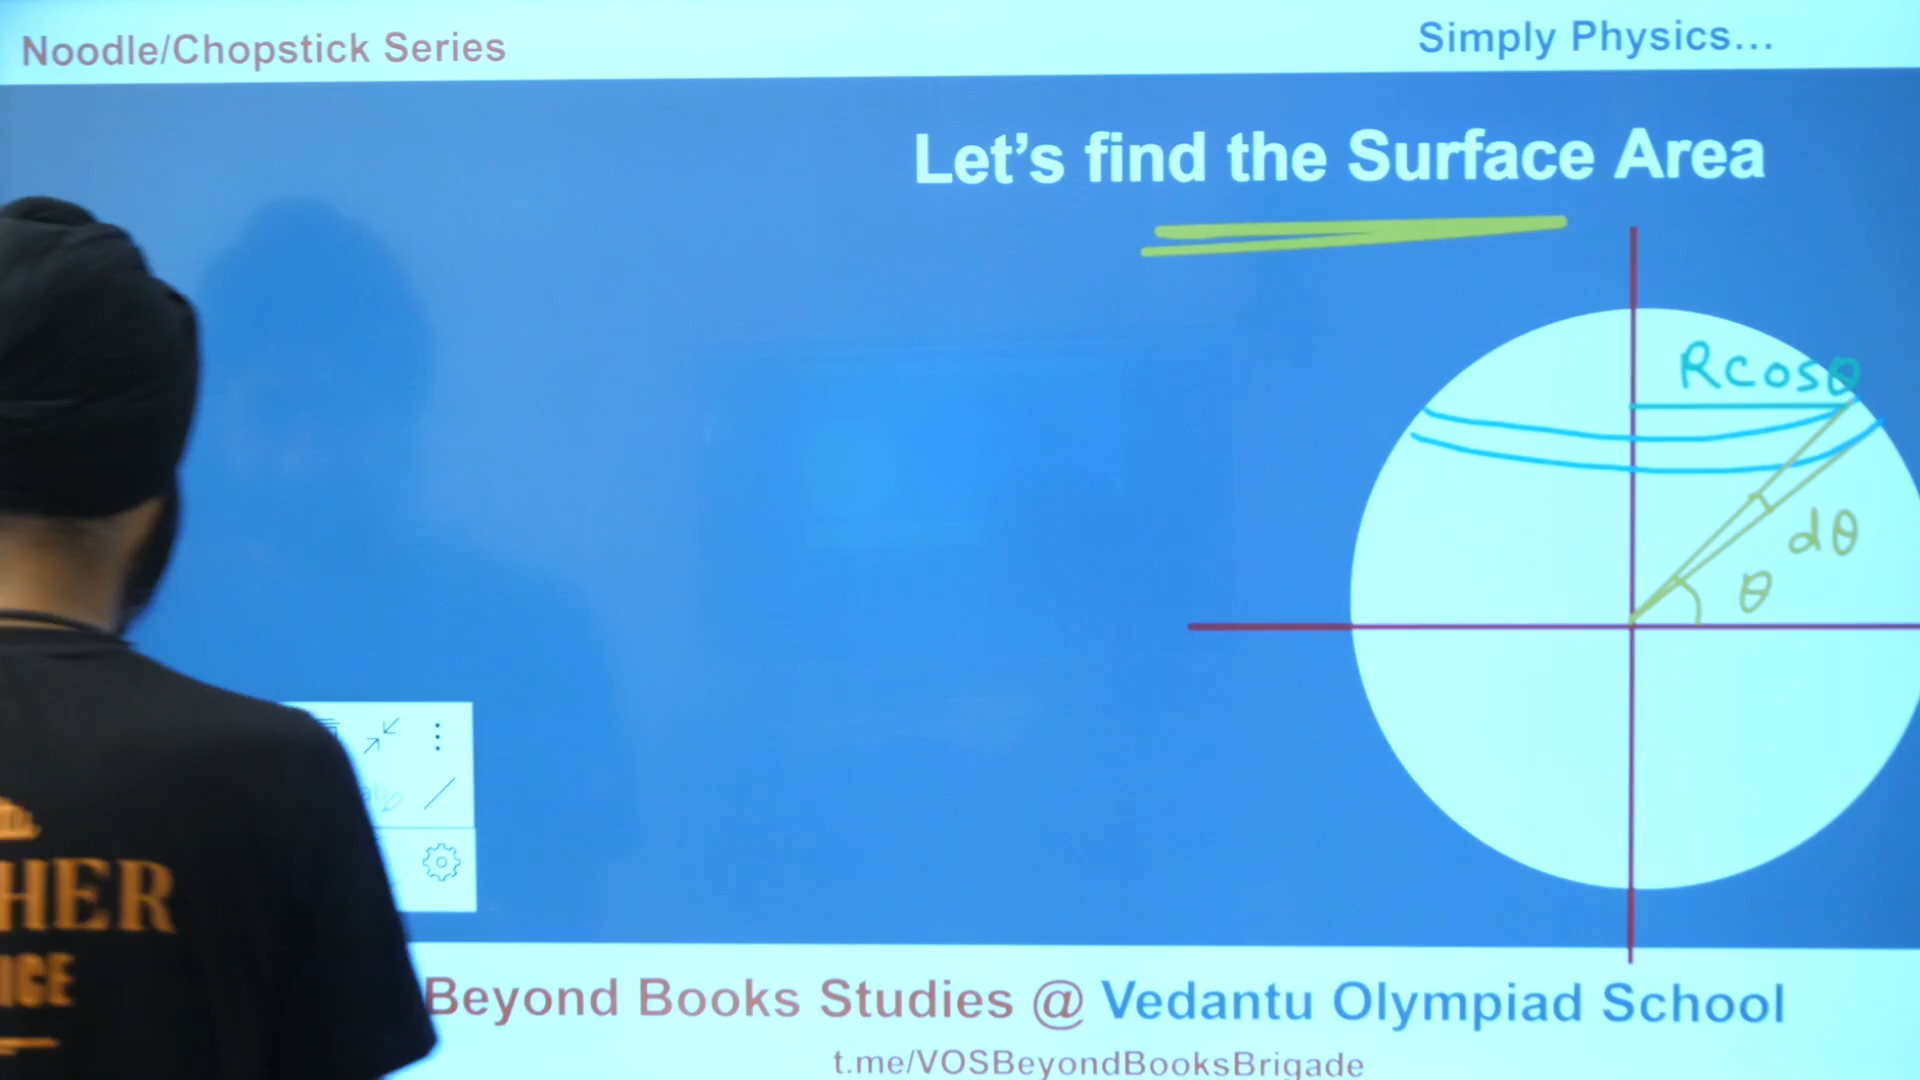 Noodle/Chopstick Series
Simply Physics...
Let's find the Surface Area
Rcosθ
dθ
θ
HER
Beyond Books Studies @ Vedantu Olympiad School
t.me/VOSBeyondBooksBrigade